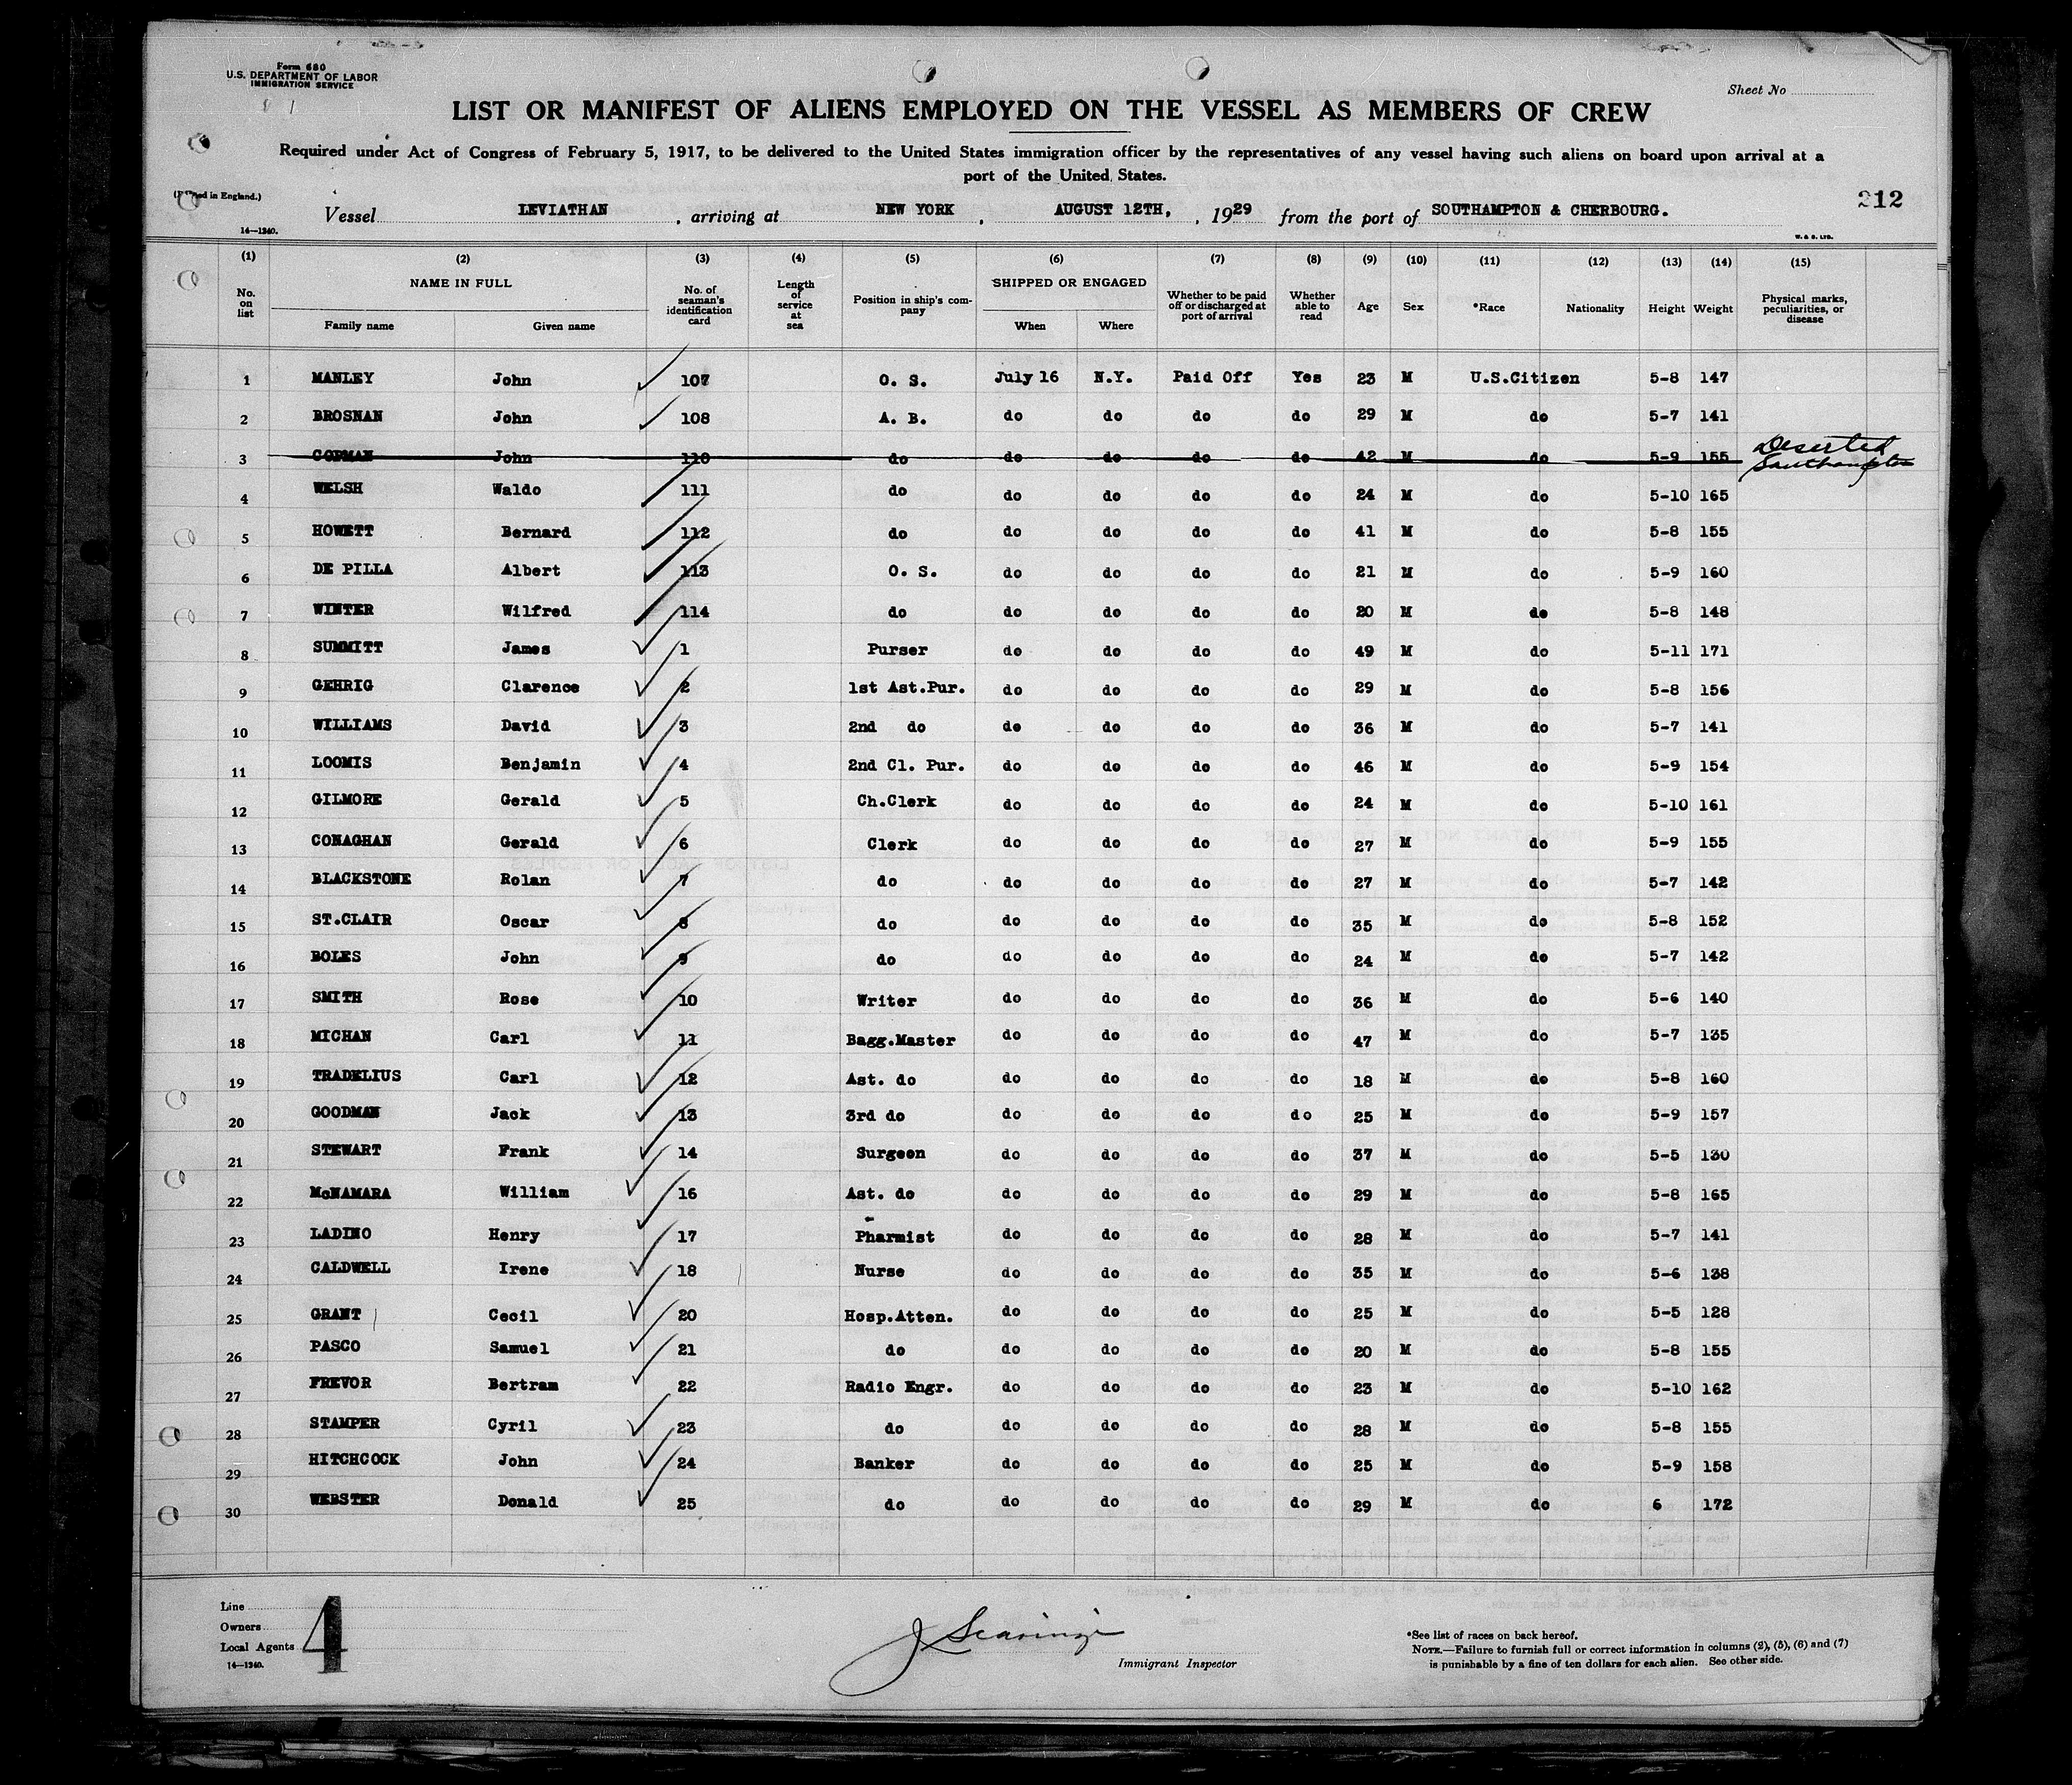 Form 680
U.S. DEPARTMENT OF LABOR
IMMIGRATION SERVICE
Sheet No
LIST OR MANIFEST OF ALIENS EMPLOYED ON THE VESSEL AS MEMBERS OF CREW
Required under Act of Congress of February 5, 1917, to be delivered to the United States immigration officer by the representatives of any vessel having such aliens on board upon arrival at a
port of the United States.
in England.)
212
Vessel LEVIATHAN , arriving at NEW YORK , AUGUST 12TH, , 1929 from the port of SOUTHAMPTON & CHERBOURG.
14—1240.
W. & S. LTD.
(1) (2) (3) (4) (5) (6) (7) (8) (9) (10) (11) (12) (13) (14) (15)
No. on list NAME IN FULL Family name Given name No. of seaman's identification card Length of service at sea Position in ship's company SHIPPED OR ENGAGED When Where Whether to be paid off or discharged at port of arrival Whether able to read Age Sex *Race Nationality Height Weight Physical marks, peculiarities, or disease
1 MANLEY John 107 O. S. July 16 N.Y. Paid Off Yes 23 M U.S.Citizen 5-8 147
2 BROSNAN John 108 A. B. do do do do 29 M do 5-7 141
3 John 110 do do do do do 42 M do 5-9 155 Deserted Southampton
4 WELSH Waldo 111 do do do do do 24 M do 5-10 165
5 HOWETT Bernard 112 do do do do do 41 M do 5-8 155
6 DE PILLA Albert 113 O. S. do do do do 21 M do 5-9 160
7 WINTER Wilfred 114 do do do do do 20 M do 5-8 148
8 SUMMITT James 1 Purser do do do do 49 M do 5-11 171
9 GEHRIG Clarence 2 1st Ast.Pur. do do do do 29 M do 5-8 156
10 WILLIAMS David 3 2nd do do do do do 36 M do 5-7 141
11 LOOMIS Benjamin 4 2nd Cl. Pur. do do do do 46 M do 5-9 154
12 GILMORE Gerald 5 Ch.Clerk do do do do 24 M do 5-10 161
13 CONAGHAN Gerald 6 Clerk do do do do 27 M do 5-9 155
14 BLACKSTONE Rolan 7 do do do do do 27 M do 5-7 142
15 ST.CLAIR Oscar 8 do do do do do 35 M do 5-8 152
16 BOLES John 9 do do do do do 24 M do 5-7 142
17 SMITH Rose 10 Writer do do do do 36 M do 5-6 140
18 MICHAN Carl 11 Bagg.Master do do do do 47 M do 5-7 135
19 TRADELIUS Carl 12 Ast. do do do do do 18 M do 5-8 160
20 GOODMAN Jack 13 3rd do do do do do 25 M do 5-9 157
21 STEWART Frank 14 Surgeon do do do do 37 M do 5-5 130
22 McNAMARA William 16 Ast. do do do do do 29 M do 5-8 165
23 LADINO Henry 17 Pharmist do do do do 28 M do 5-7 141
24 CALDWELL Irene 18 Nurse do do do do 35 M do 5-6 138
25 GRANT Cecil 20 Hosp.Atten. do do do do 25 M do 5-5 128
26 PASCO Samuel 21 do do do do do 20 M do 5-8 155
27 FREVOR Bertram 22 Radio Engr. do do do do 23 M do 5-10 162
28 STAMPER Cyril 23 do do do do do 28 M do 5-8 155
29 HITCHCOCK John 24 Banker do do do do 25 M do 5-9 158
30 WEBSTER Donald 25 do do do do do 29 M do 6 172
Line
Owners
Local Agents 4
14—1240.
Immigrant Inspector
*See list of races on back hereof.
NOTE.—Failure to furnish full or correct information in columns (2), (5), (6) and (7)
is punishable by a fine of ten dollars for each alien. See other side.